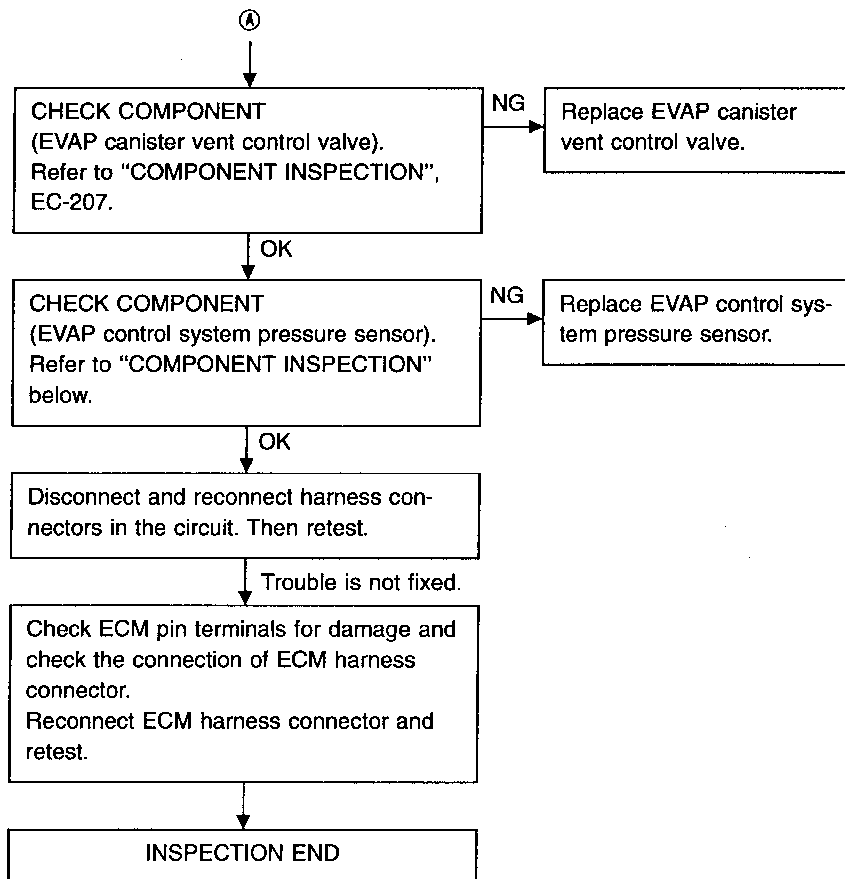 Ⓐ
CHECK COMPONENT
(EVAP canister vent control valve).
Refer to “COMPONENT INSPECTION”,
EC-207.
NG
Replace EVAP canister
vent control valve.
OK
CHECK COMPONENT
(EVAP control system pressure sensor).
Refer to “COMPONENT INSPECTION”
below.
NG
Replace EVAP control sys-
tem pressure sensor.
OK
Disconnect and reconnect harness con-
nectors in the circuit. Then retest.
Trouble is not fixed.
Check ECM pin terminals for damage and
check the connection of ECM harness
connector.
Reconnect ECM harness connector and
retest.
INSPECTION END